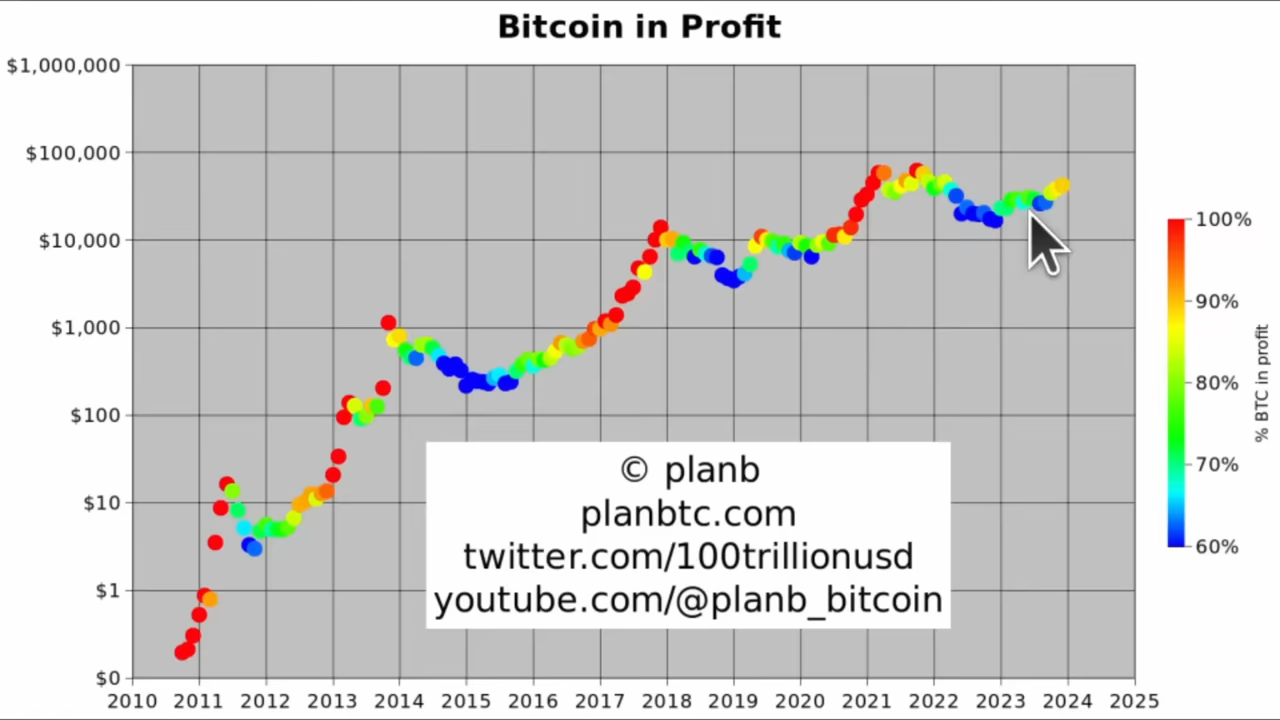 Bitcoin in Profit
$1,000,000
$100,000
$10,000
$1,000
$100
$10
$1
$0
2010 2011 2012 2013 2014 2015 2016 2017 2018 2019 2020 2021 2022 2023 2024 2025
© planb
planbtc.com
twitter.com/100trillionusd
youtube.com/@planb_bitcoin
100%
90%
80%
70%
60%
% BTC in profit